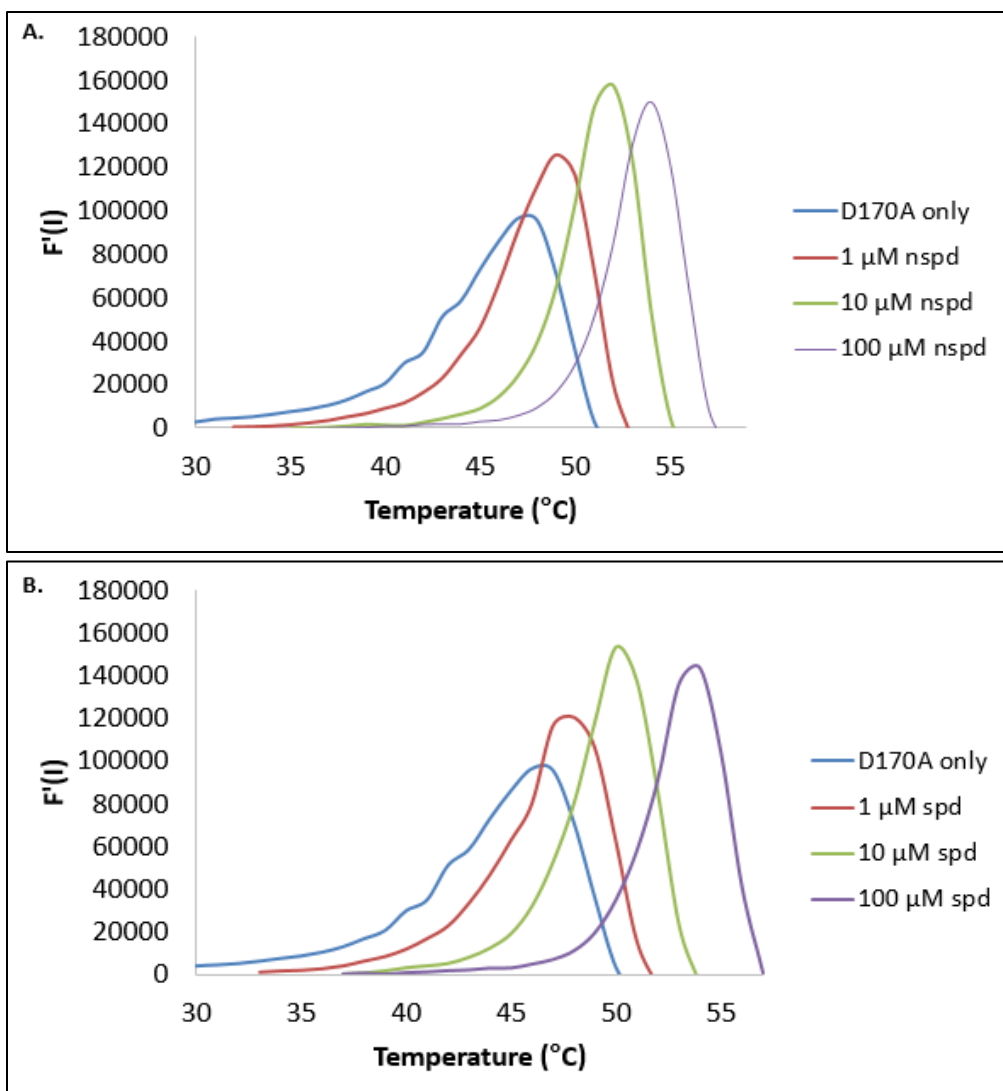 A.
180000
160000
140000
120000
100000
80000
60000
40000
20000
0
F'(I)
30 35 40 45 50 55
Temperature (°C)
D170A only
1 µM nspd
10 µM nspd
100 µM nspd
B.
180000
160000
140000
120000
100000
80000
60000
40000
20000
0
F'(I)
30 35 40 45 50 55
Temperature (°C)
D170A only
1 µM spd
10 µM spd
100 µM spd